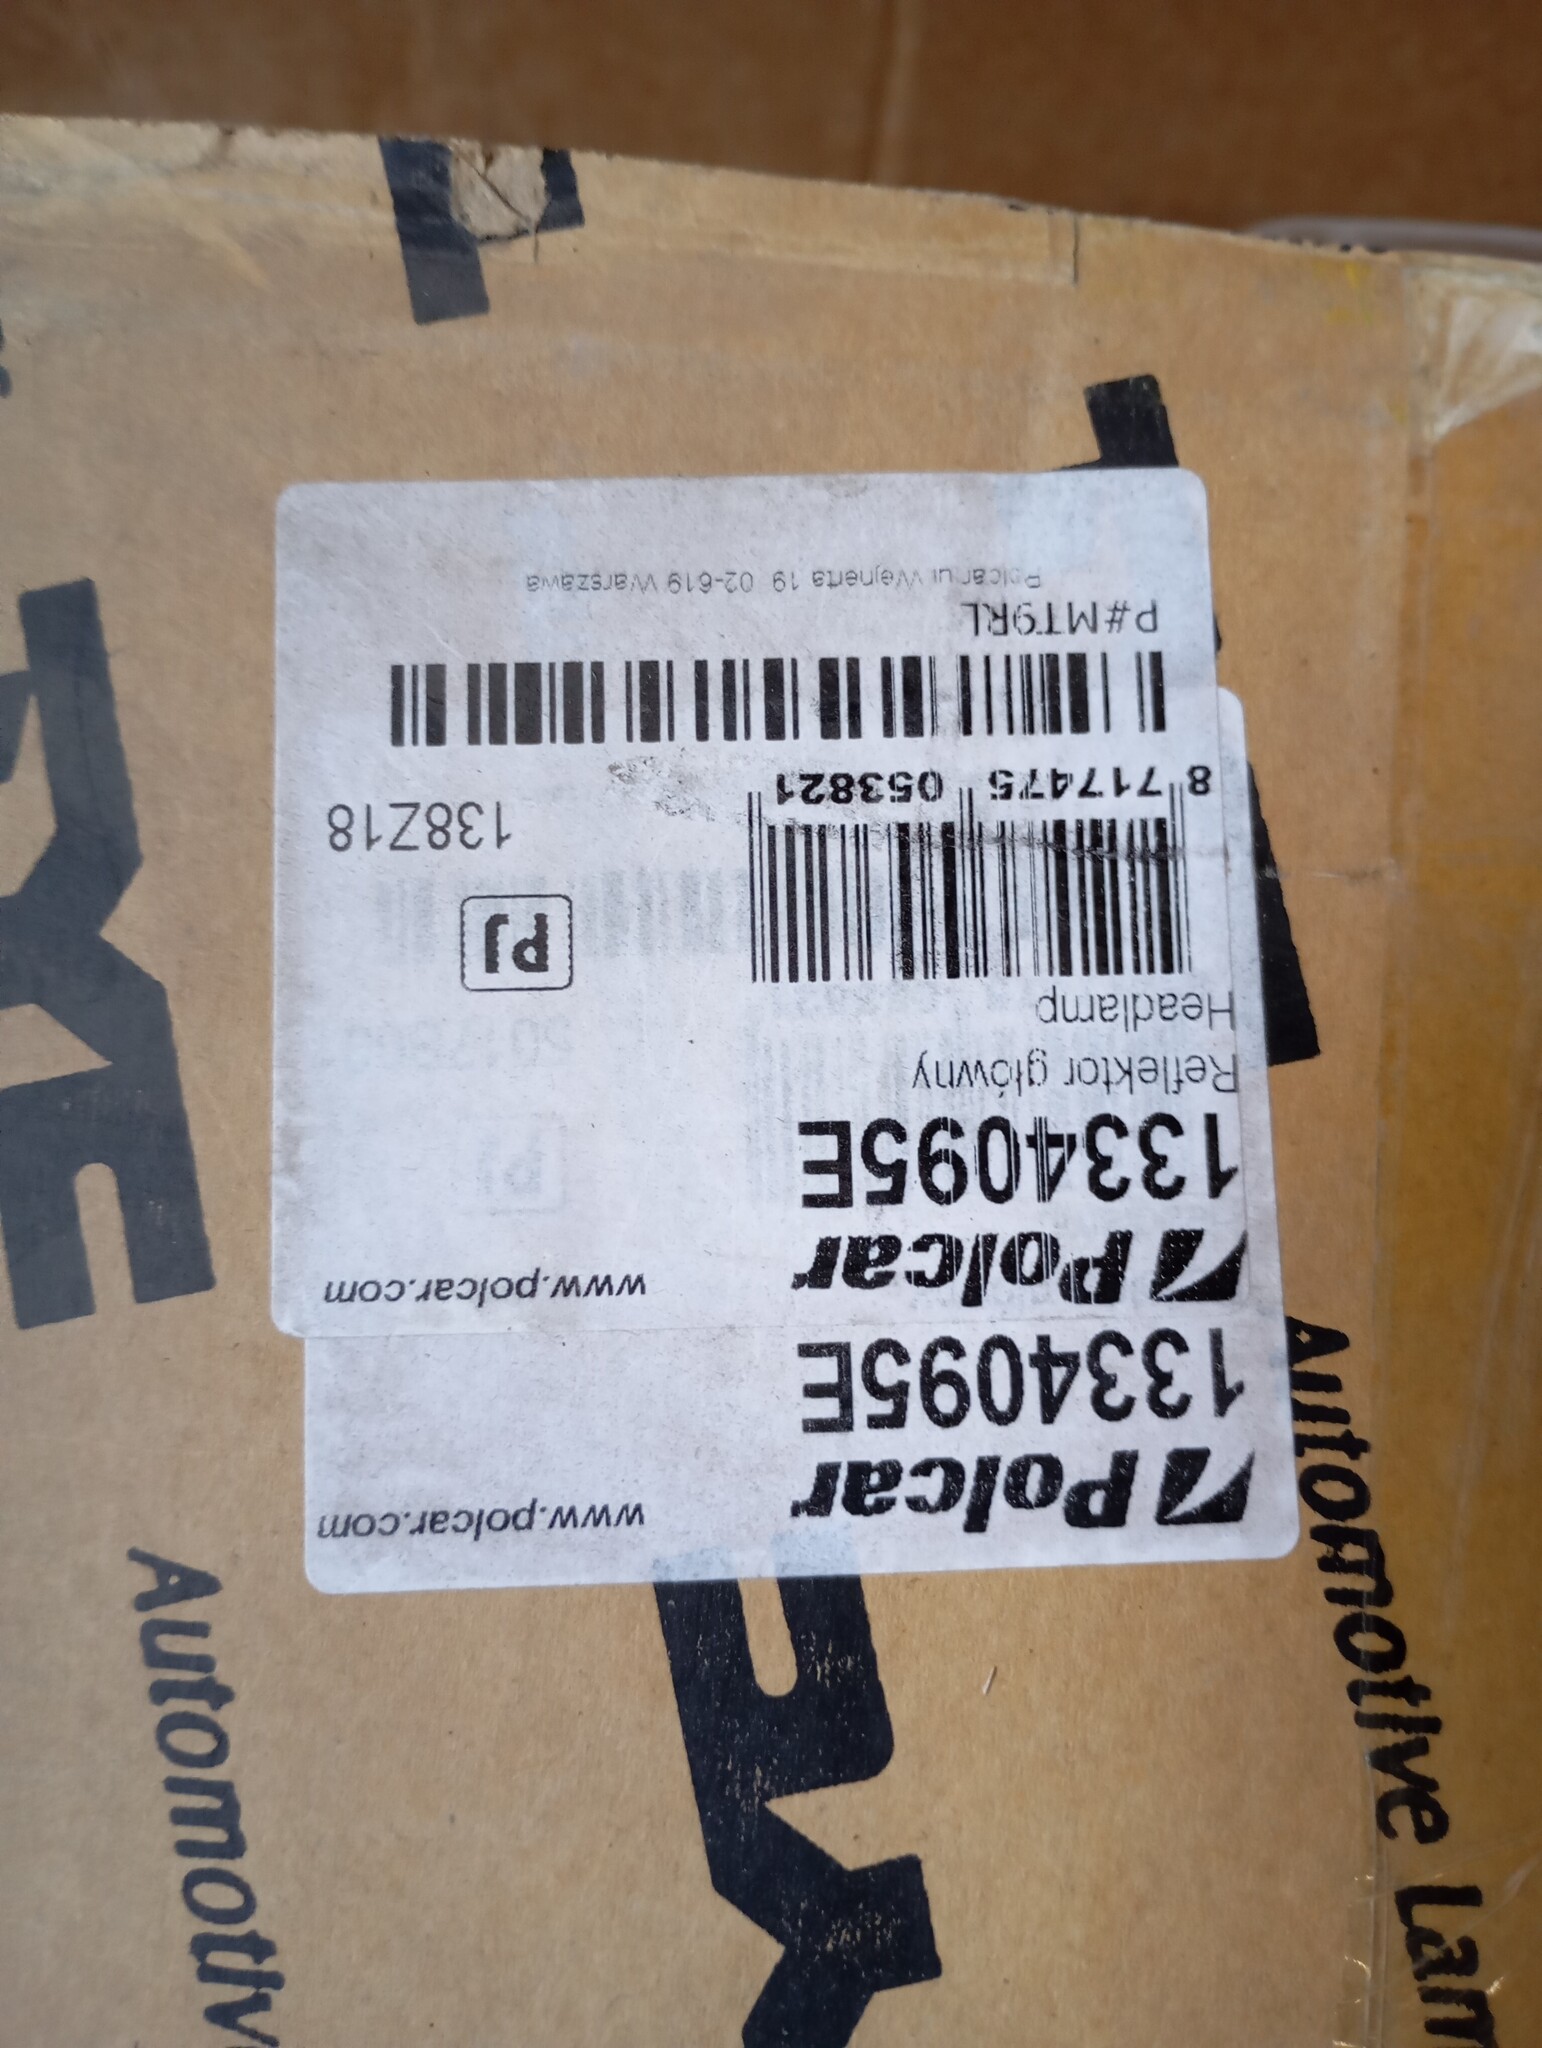 Polcar
www.polcar.com
1334095E
Polcar
www.polcar.com
1334095E
Reflektor główny
Headlamp
PJ
138Z18
8 717475 053821
P#MT9RL
Polcar ul Wejnerta 19 02-619 Warszawa
Automotive
Automotive